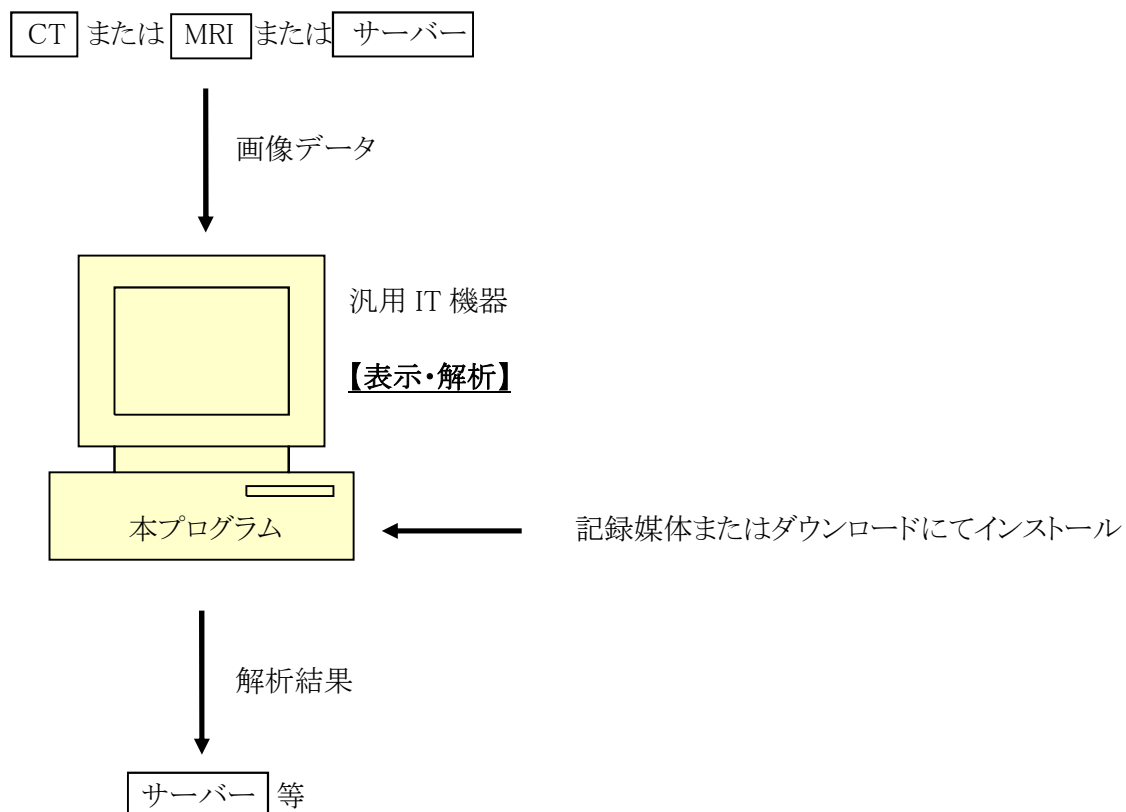 CT または MRI または サーバー
画像データ
汎用 IT 機器
【表示・解析】
本プログラム
記録媒体またはダウンロードにてインストール
解析結果
サーバー 等